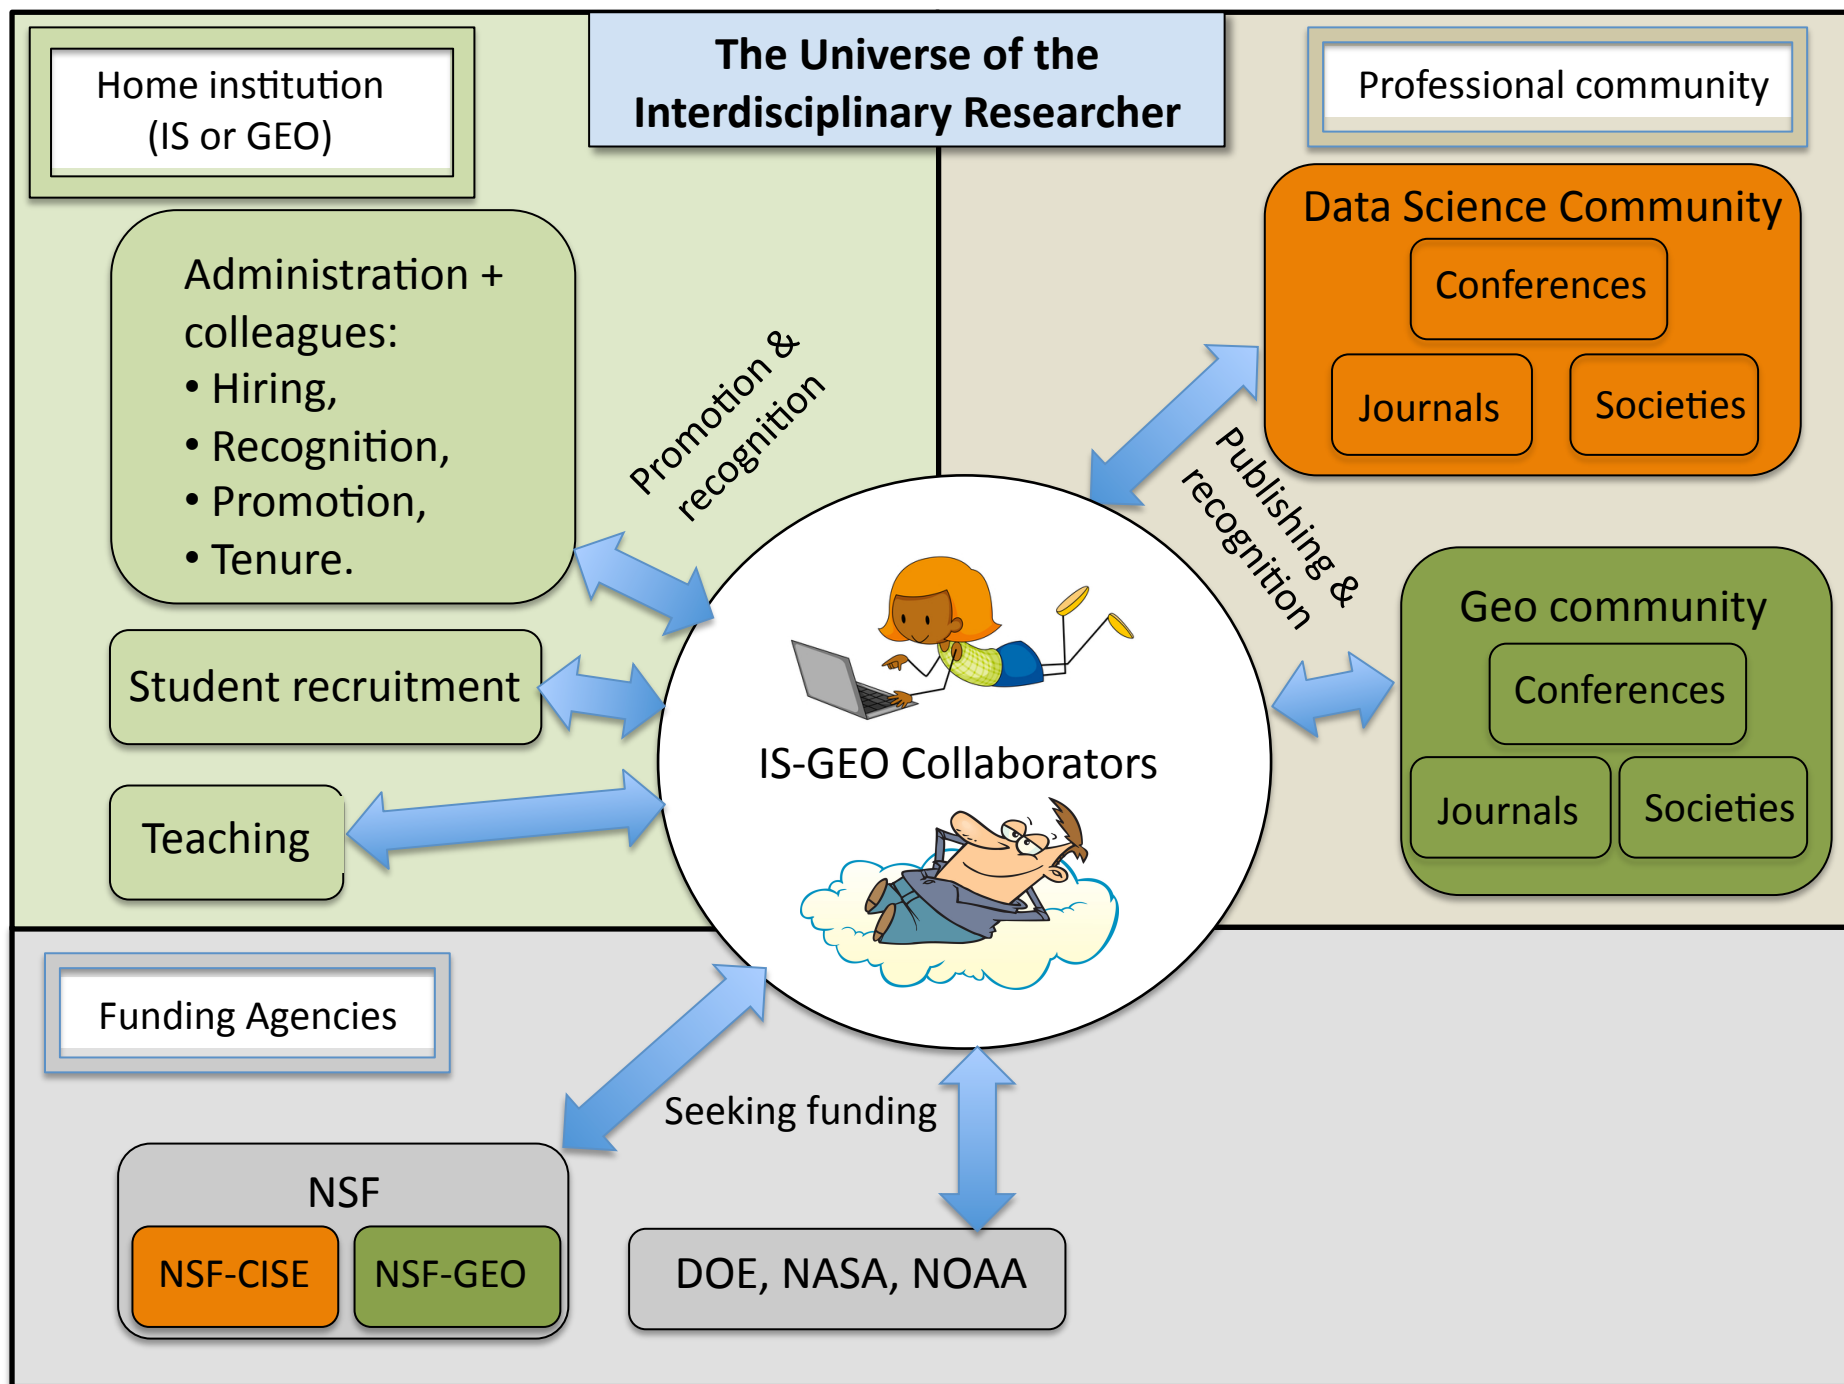 The Universe of the
Interdisciplinary Researcher
Home institution
(IS or GEO)
Administration +
colleagues:
• Hiring,
• Recognition,
• Promotion,
• Tenure.
Student recruitment
Teaching
Promotion &
recognition
Professional community
Data Science Community
Conferences
Journals
Societies
Publishing &
recognition
Geo community
Conferences
Journals
Societies
IS-GEO Collaborators
Funding Agencies
Seeking funding
NSF
NSF-CISE
NSF-GEO
DOE, NASA, NOAA